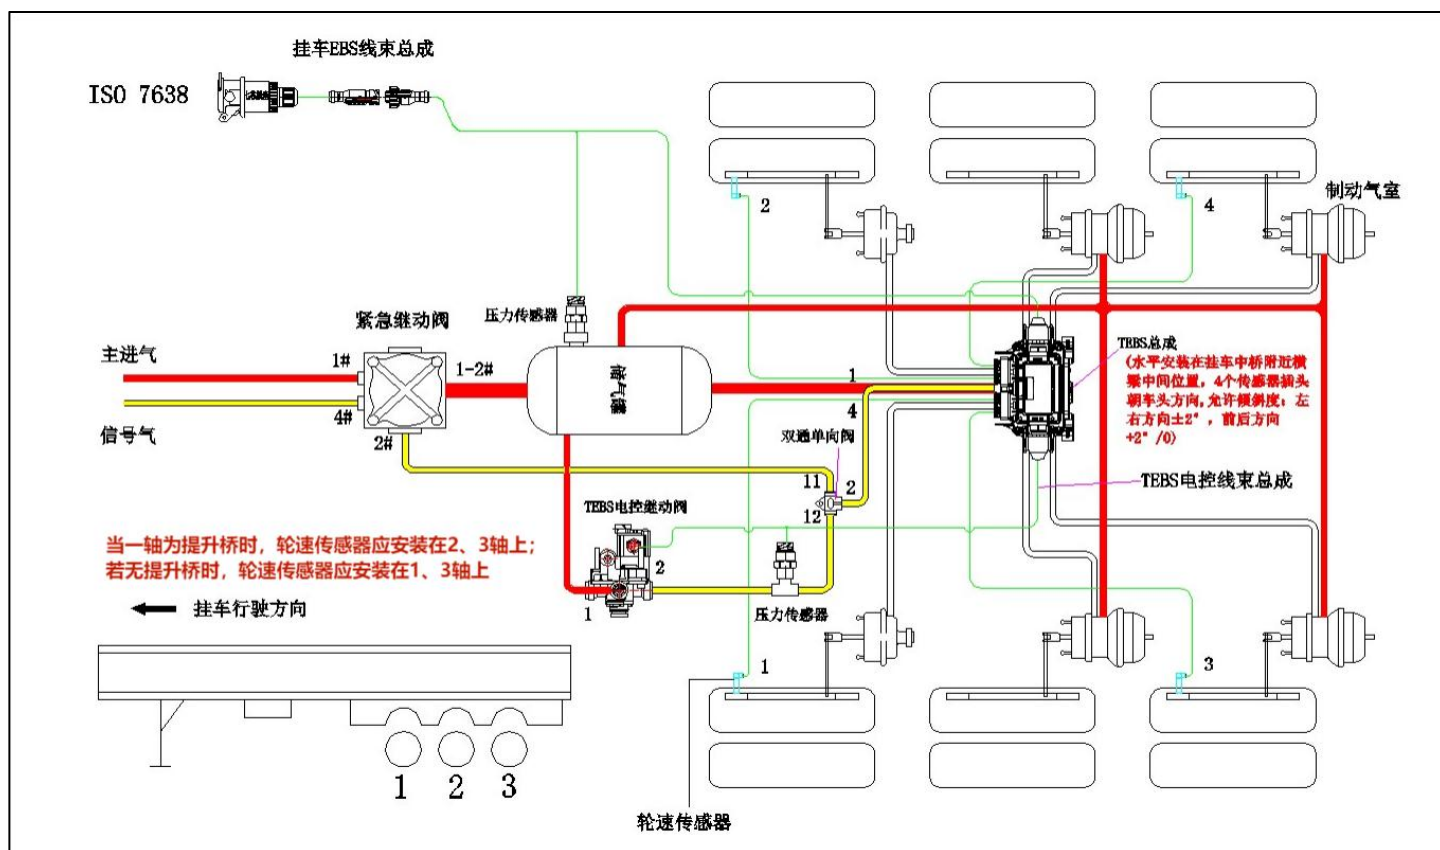 挂车EBS线束总成
ISO 7638
2
4
制动气室
压力传感器
紧急继动阀
主进气
1#
1-2#
储气罐
1
TEBS总成
(水平安装在挂车中桥附近横
梁中间位置，4个传感器插头
朝车头方向,允许倾斜度：左
右方向±2°，前后方向
+2°/0)
4#
4
信号气
2#
双通单向阀
11
2
TEBS电控线束总成
12
TEBS电控继动阀
当一轴为提升桥时，轮速传感器应安装在2、3轴上；
若无提升桥时，轮速传感器应安装在1、3轴上
2
1
压力传感器
挂车行驶方向
1
3
1
2
3
轮速传感器